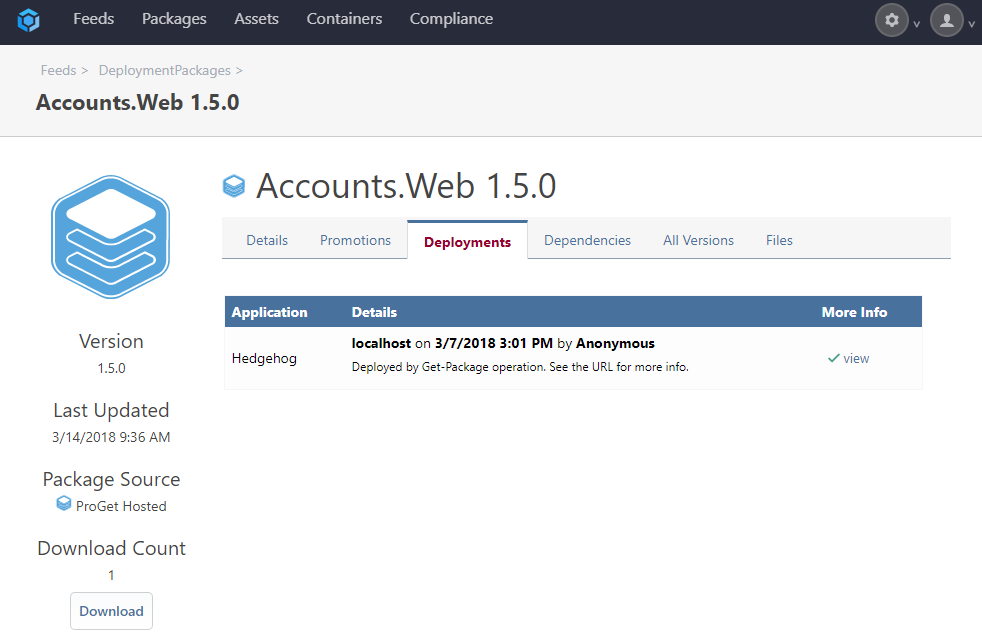 Feeds Packages Assets Containers Compliance
Feeds > DeploymentPackages >
Accounts.Web 1.5.0
Accounts.Web 1.5.0
Details Promotions Deployments Dependencies All Versions Files
Application Details More Info
localhost on 3/7/2018 3:01 PM by Anonymous
Hedgehog view
Deployed by Get-Package operation. See the URL for more info.
Version
1.5.0
Last Updated
3/14/2018 9:36 AM
Package Source
ProGet Hosted
Download Count
1
Download